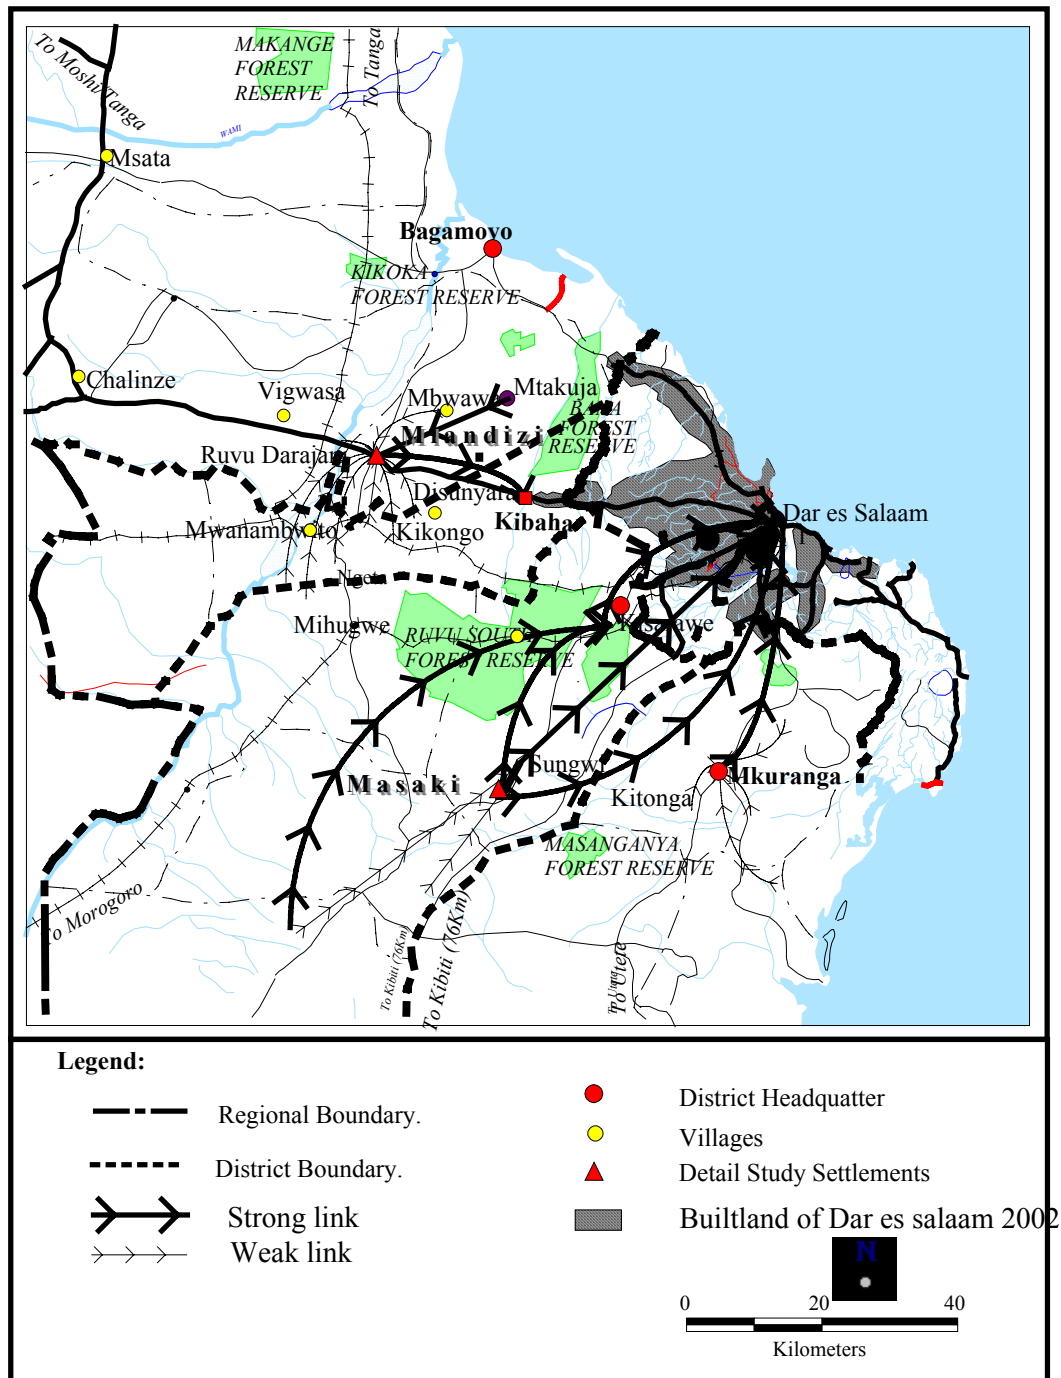 To Moshi/Tanga
MAKANGE
FOREST
RESERVE
To Tanga
WAMI
Msata
Bagamoyo
KIKOKA
FOREST RESERVE
Chalinze
Vigwasa
Mbwawa
Mtakuja
Mlandizi
FOREST
RESERVE
Ruvu Darajani
Disunyara
Kibaha
Dar es Salaam
Mwanambwito
Kikongo
Mihugwe
RUVU SOUTH
FOREST RESERVE
Kisarawe
Masaki
Sungwi
Kitonga
Mkuranga
MASANGANYA
FOREST RESERVE
To Morogoro
To Kibiti (76Km)
To Kibiti (76Km)
To Utete
To Utete
Legend:
Regional Boundary.
District Boundary.
Strong link
Weak link
District Headquatter
Villages
Detail Study Settlements
Builtland of Dar es salaam 2002
N
0 20 40
Kilometers